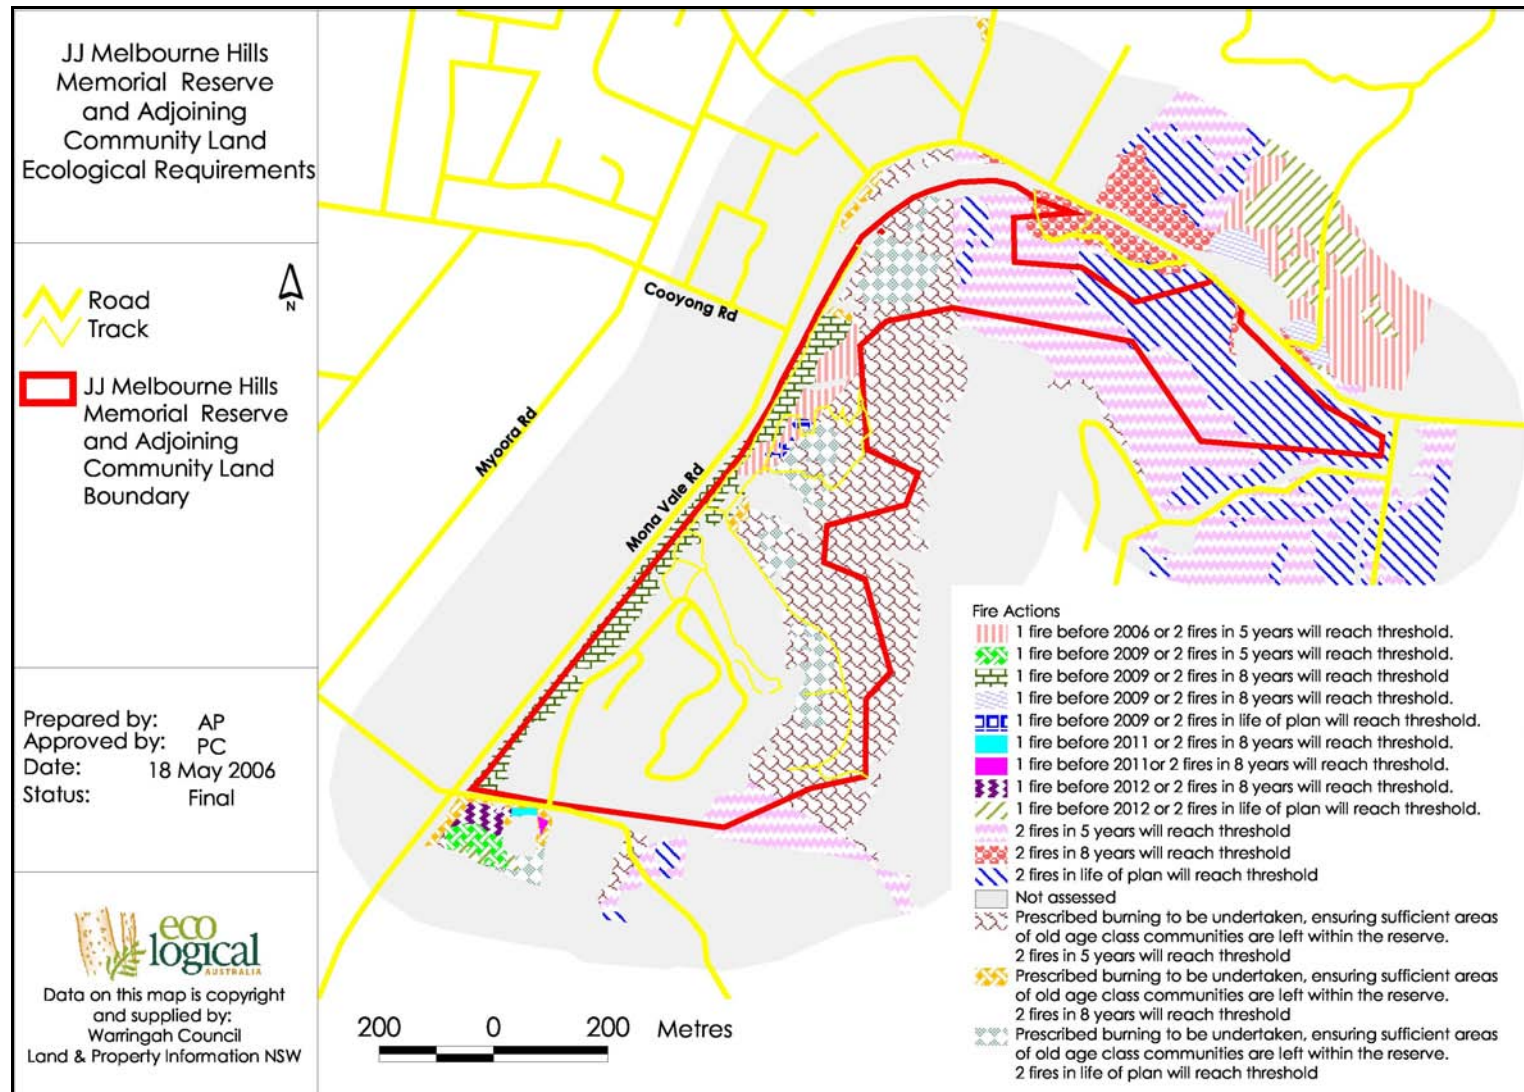 JJ Melbourne Hills
Memorial Reserve
and Adjoining
Community Land
Ecological Requirements
Road
Track
N
JJ Melbourne Hills
Memorial Reserve
and Adjoining
Community Land
Boundary
Prepared by: AP
Approved by: PC
Date: 18 May 2006
Status: Final
eco
logical
AUSTRALIA
Data on this map is copyright
and supplied by:
Warringah Council
Land & Property Information NSW
Cooyong Rd
Myoora Rd
Mona Vale Rd
200 0 200 Metres
Fire Actions
1 fire before 2006 or 2 fires in 5 years will reach threshold.
1 fire before 2009 or 2 fires in 5 years will reach threshold.
1 fire before 2009 or 2 fires in 8 years will reach threshold
1 fire before 2009 or 2 fires in 8 years will reach threshold.
1 fire before 2009 or 2 fires in life of plan will reach threshold.
1 fire before 2011 or 2 fires in 8 years will reach threshold.
1 fire before 2011or 2 fires in 8 years will reach threshold.
1 fire before 2012 or 2 fires in 8 years will reach threshold.
1 fire before 2012 or 2 fires in life of plan will reach threshold.
2 fires in 5 years will reach threshold
2 fires in 8 years will reach threshold
2 fires in life of plan will reach threshold
Not assessed
Prescribed burning to be undertaken, ensuring sufficient areas
of old age class communities are left within the reserve.
2 fires in 5 years will reach threshold
Prescribed burning to be undertaken, ensuring sufficient areas
of old age class communities are left within the reserve.
2 fires in 8 years will reach threshold
Prescribed burning to be undertaken, ensuring sufficient areas
of old age class communities are left within the reserve.
2 fires in life of plan will reach threshold